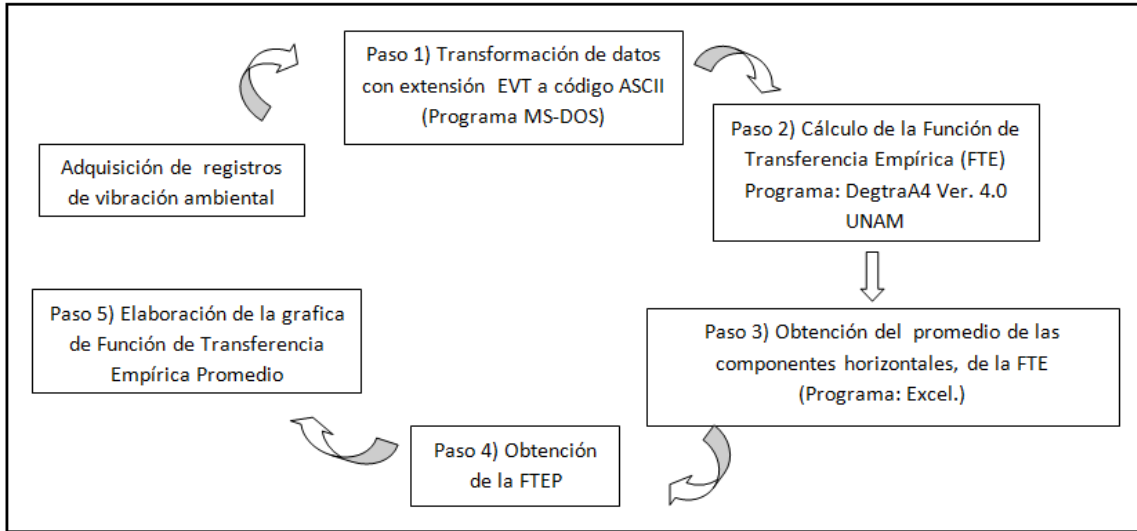 Adquisición de registros
de vibración ambiental
Paso 1) Transformación de datos
con extensión EVT a código ASCII
(Programa MS-DOS)
Paso 2) Cálculo de la Función de
Transferencia Empírica (FTE)
Programa: DegtraA4 Ver. 4.0
UNAM
Paso 3) Obtención del promedio de las
componentes horizontales, de la FTE
(Programa: Excel.)
Paso 4) Obtención
de la FTEP
Paso 5) Elaboración de la grafica
de Función de Transferencia
Empírica Promedio